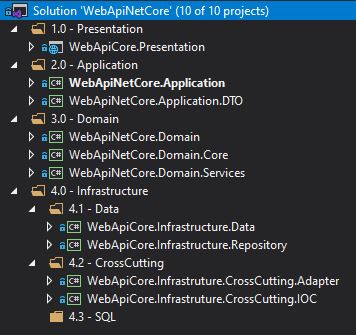 Solution 'WebApiNetCore' (10 of 10 projects)
1.0 - Presentation
WebApiCore.Presentation
2.0 - Application
C# WebApiNetCore.Application
C# WebApiNetCore.Application.DTO
3.0 - Domain
C# WebApiNetCore.Domain
C# WebApiNetCore.Domain.Core
C# WebApiNetCore.Domain.Services
4.0 - Infrastructure
4.1 - Data
C# WebApiCore.Infrastructure.Data
C# WebApiCore.Infrastructure.Repository
4.2 - CrossCutting
C# WebApiCore.Infrastructure.CrossCutting.Adapter
C# WebApiCore.Infrastructure.CrossCutting.IOC
4.3 - SQL